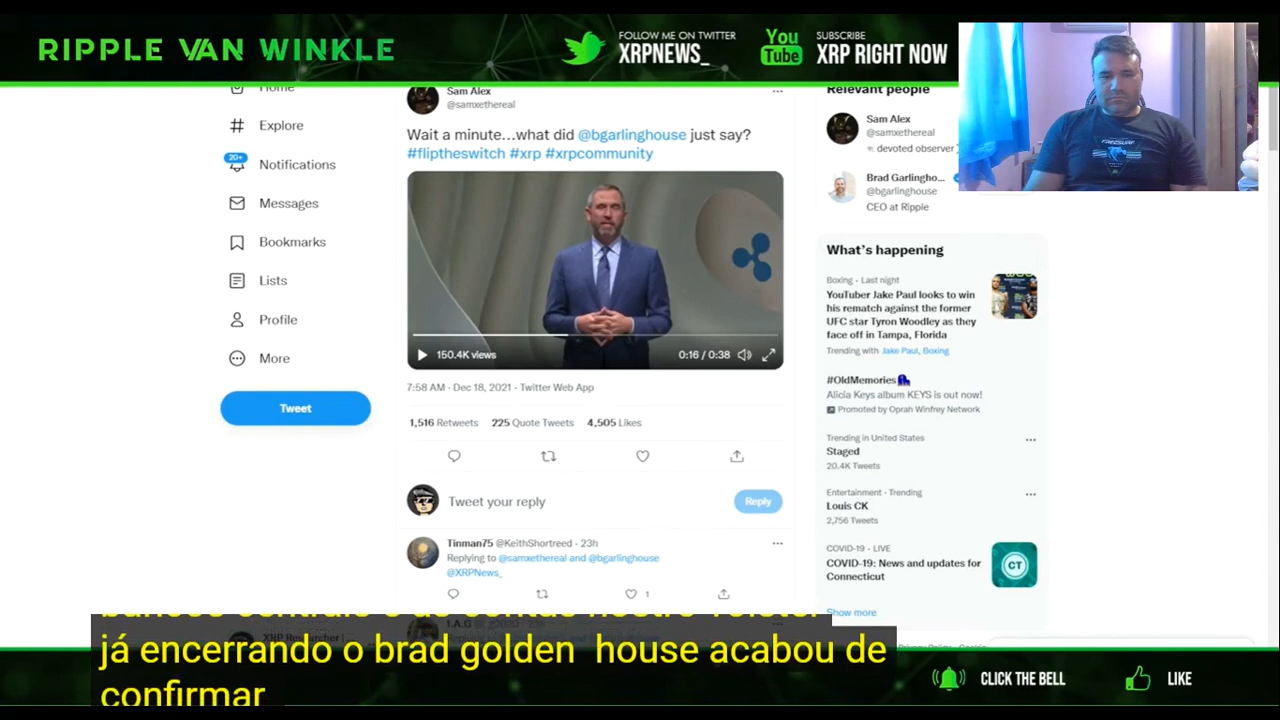 RIPPLE VAN WINKLE
FOLLOW ME ON TWITTER
XRPNEWS_
You
Tube
SUBSCRIBE
XRP RIGHT NOW
Home
Explore
20+
Notifications
Messages
Bookmarks
Lists
Profile
More
Tweet
Sam Alex
@samxethereal
Wait a minute...what did @bgarlinghouse just say?
#fliptheswitch #xrp #xrpcommunity
150.4K views
0:16 / 0:38
7:58 AM · Dec 18, 2021 · Twitter Web App
1,516 Retweets 225 Quote Tweets 4,505 Likes
Tweet your reply
Reply
Tinman75 @KeithShortreed · 23h
Replying to @samxethereal and @bgarlinghouse
@XRPNews_
1
Relevant people
Sam Alex
@samxethereal
devoted observer
Brad Garlingho...
@bgarlinghouse
CEO at Ripple
What's happening
Boxing · Last night
YouTuber Jake Paul looks to win
his rematch against the former
UFC star Tyron Woodley as they
face off in Tampa, Florida
Trending with Jake Paul, Boxing
#OldMemories
Alicia Keys album KEYS is out now!
Promoted by Oprah Winfrey Network
Trending in United States
Staged
20.4K Tweets
Entertainment · Trending
Louis CK
2,756 Tweets
COVID-19 · LIVE
COVID-19: News and updates for
Connecticut
CT
Show more
já encerrando o brad golden house acabou de
confirmar
CLICK THE BELL
LIKE